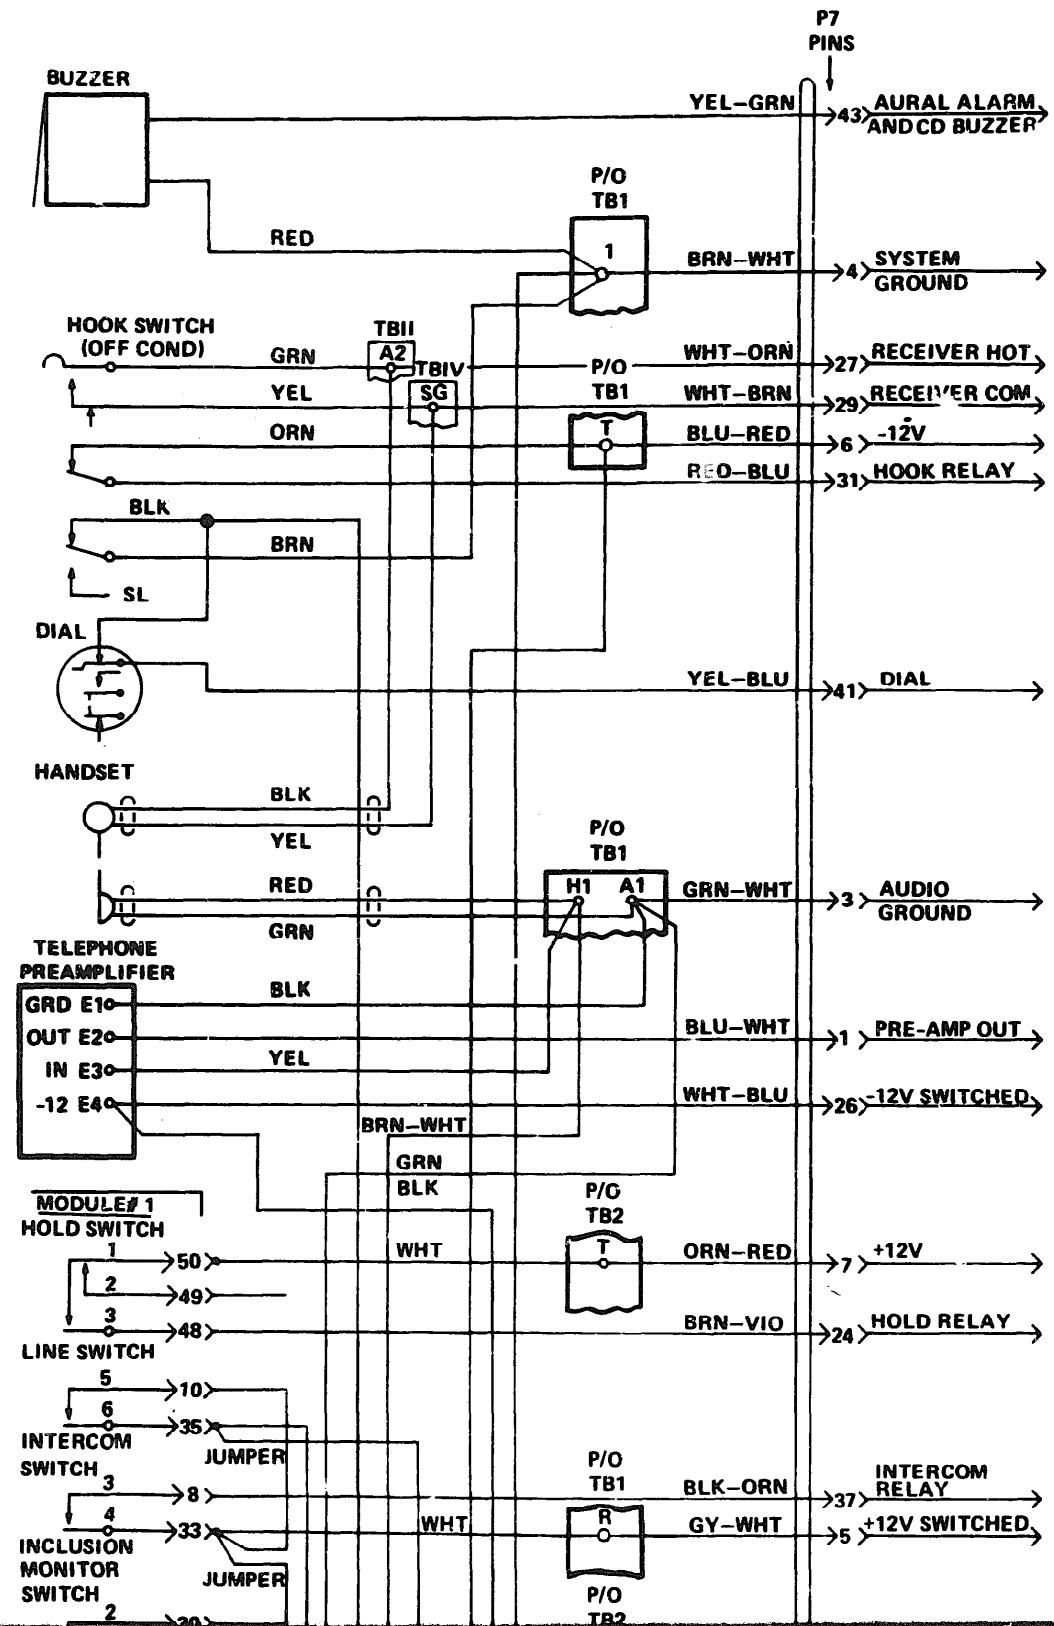 P7
PINS
BUZZER
YEL-GRN
43
AURAL ALARM
AND CD BUZZER
P/O
TB1
1
RED
BRN-WHT
4
SYSTEM
GROUND
HOOK SWITCH
(OFF COND)
TBII
A2
GRN
WHT-ORN
27
RECEIVER HOT
TBIV
SG
P/O
TB1
YEL
WHT-BRN
29
RECEIVER COM
ORN
T
BLU-RED
6
-12V
RED-BLU
31
HOOK RELAY
BLK
BRN
SL
DIAL
YEL-BLU
41
DIAL
HANDSET
BLK
YEL
P/O
TB1
RED
H1
A1
GRN-WHT
3
AUDIO
GROUND
GRN
TELEPHONE
PREAMPLIFIER
GRD E1
BLK
OUT E2
BLU-WHT
1
PRE-AMP OUT
IN E3
YEL
-12 E4
WHT-BLU
26
-12V SWITCHED
BRN-WHT
GRN
BLK
MODULE# 1
HOLD SWITCH
P/O
TB2
1
50
WHT
T
ORN-RED
7
+12V
2
49
3
48
BRN-VIO
24
HOLD RELAY
LINE SWITCH
5
10
6
35
JUMPER
INTERCOM
SWITCH
P/O
TB1
3
8
BLK-ORN
37
INTERCOM
RELAY
4
33
WHT
R
GY-WHT
5
+12V SWITCHED
INCLUSION
MONITOR
SWITCH
JUMPER
P/O
TB2
2